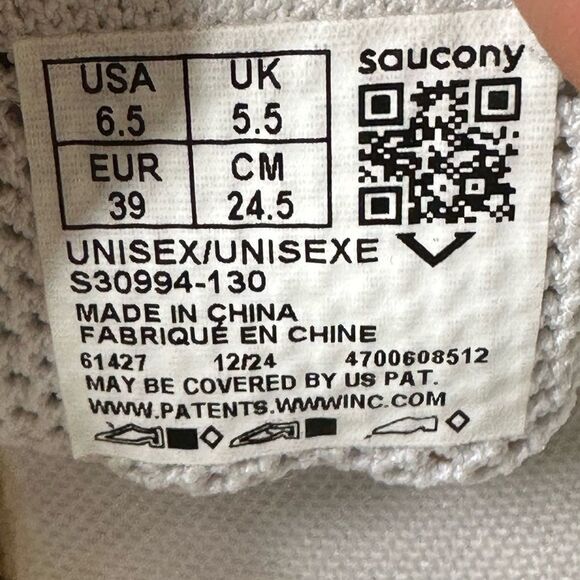 saucony
USA UK
6.5 5.5
EUR CM
39 24.5
UNISEX/UNISEXE
S30994-130
MADE IN CHINA
FABRIQUÉ EN CHINE
61427 12/24 4700608512
MAY BE COVERED BY US PAT.
WWW.PATENTS.WWWINC.COM